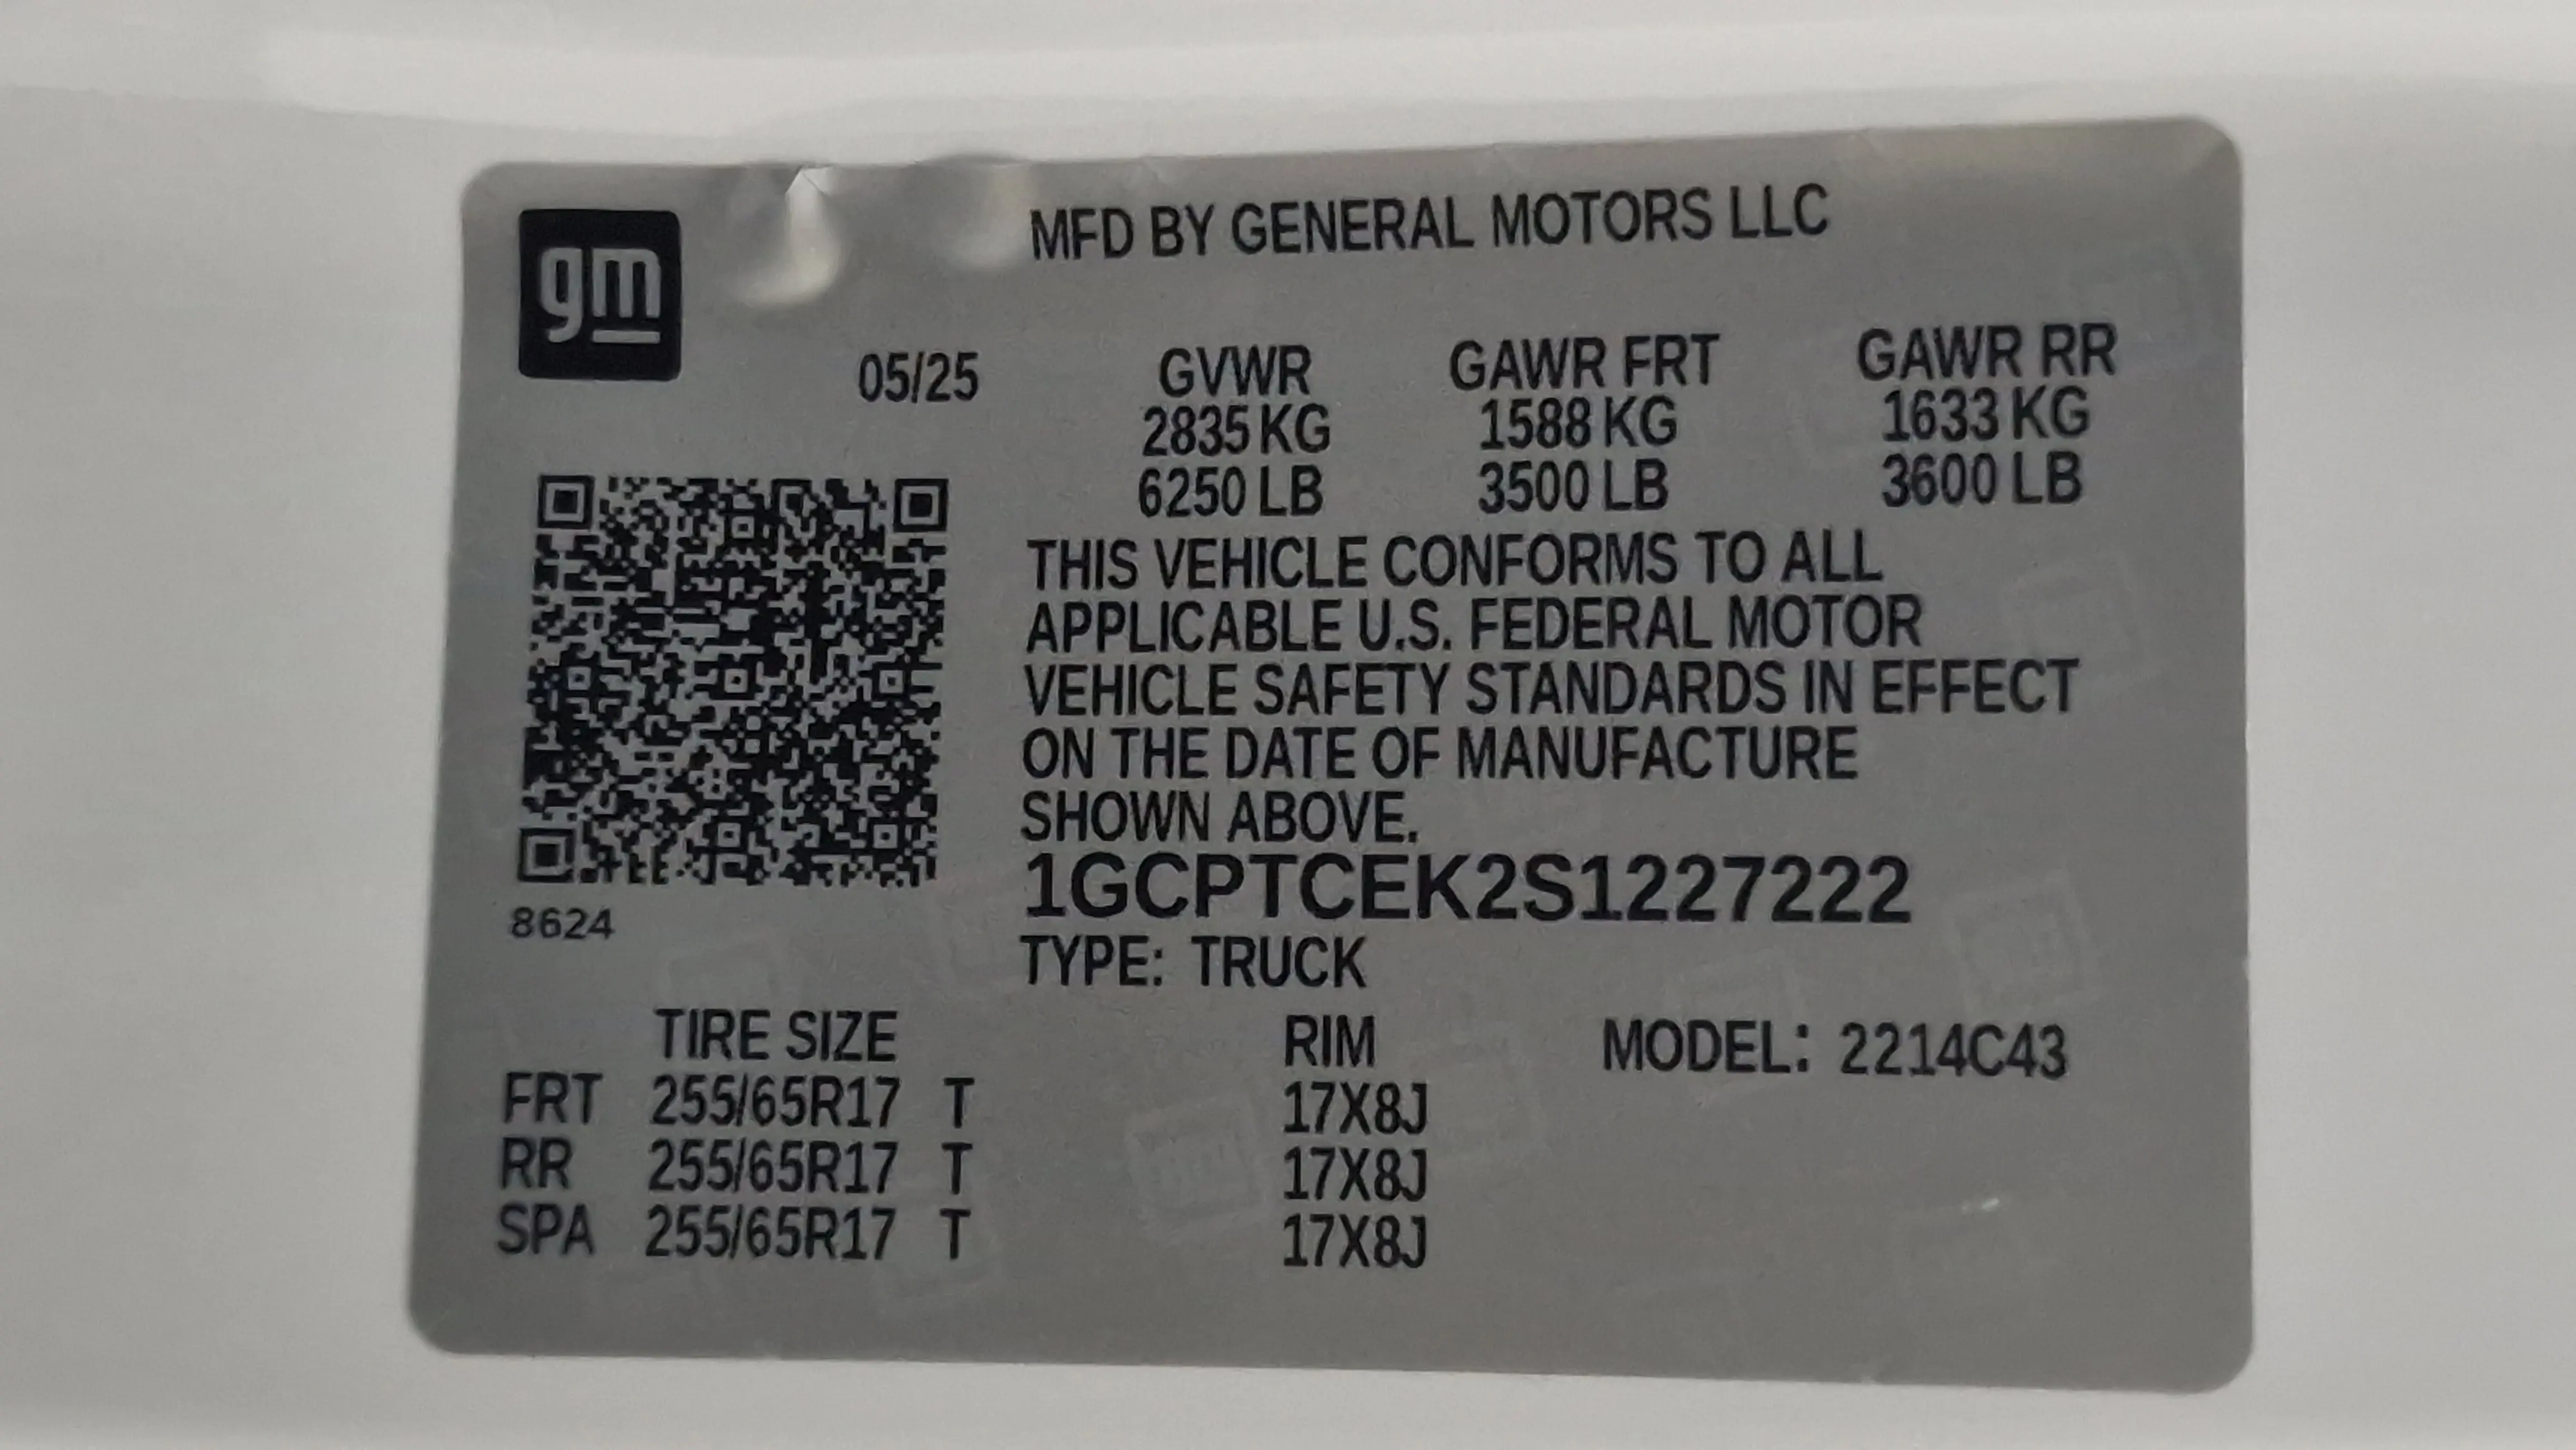 gm
MFD BY GENERAL MOTORS LLC
05/25 GVWR GAWR FRT GAWR RR
2835 KG 1588 KG 1633 KG
6250 LB 3500 LB 3600 LB
THIS VEHICLE CONFORMS TO ALL
APPLICABLE U.S. FEDERAL MOTOR
VEHICLE SAFETY STANDARDS IN EFFECT
ON THE DATE OF MANUFACTURE
SHOWN ABOVE.
1GCPTCEK2S1227222
8624
TYPE: TRUCK
TIRE SIZE RIM MODEL: 2214C43
FRT 255/65R17 T 17X8J
RR 255/65R17 T 17X8J
SPA 255/65R17 T 17X8J